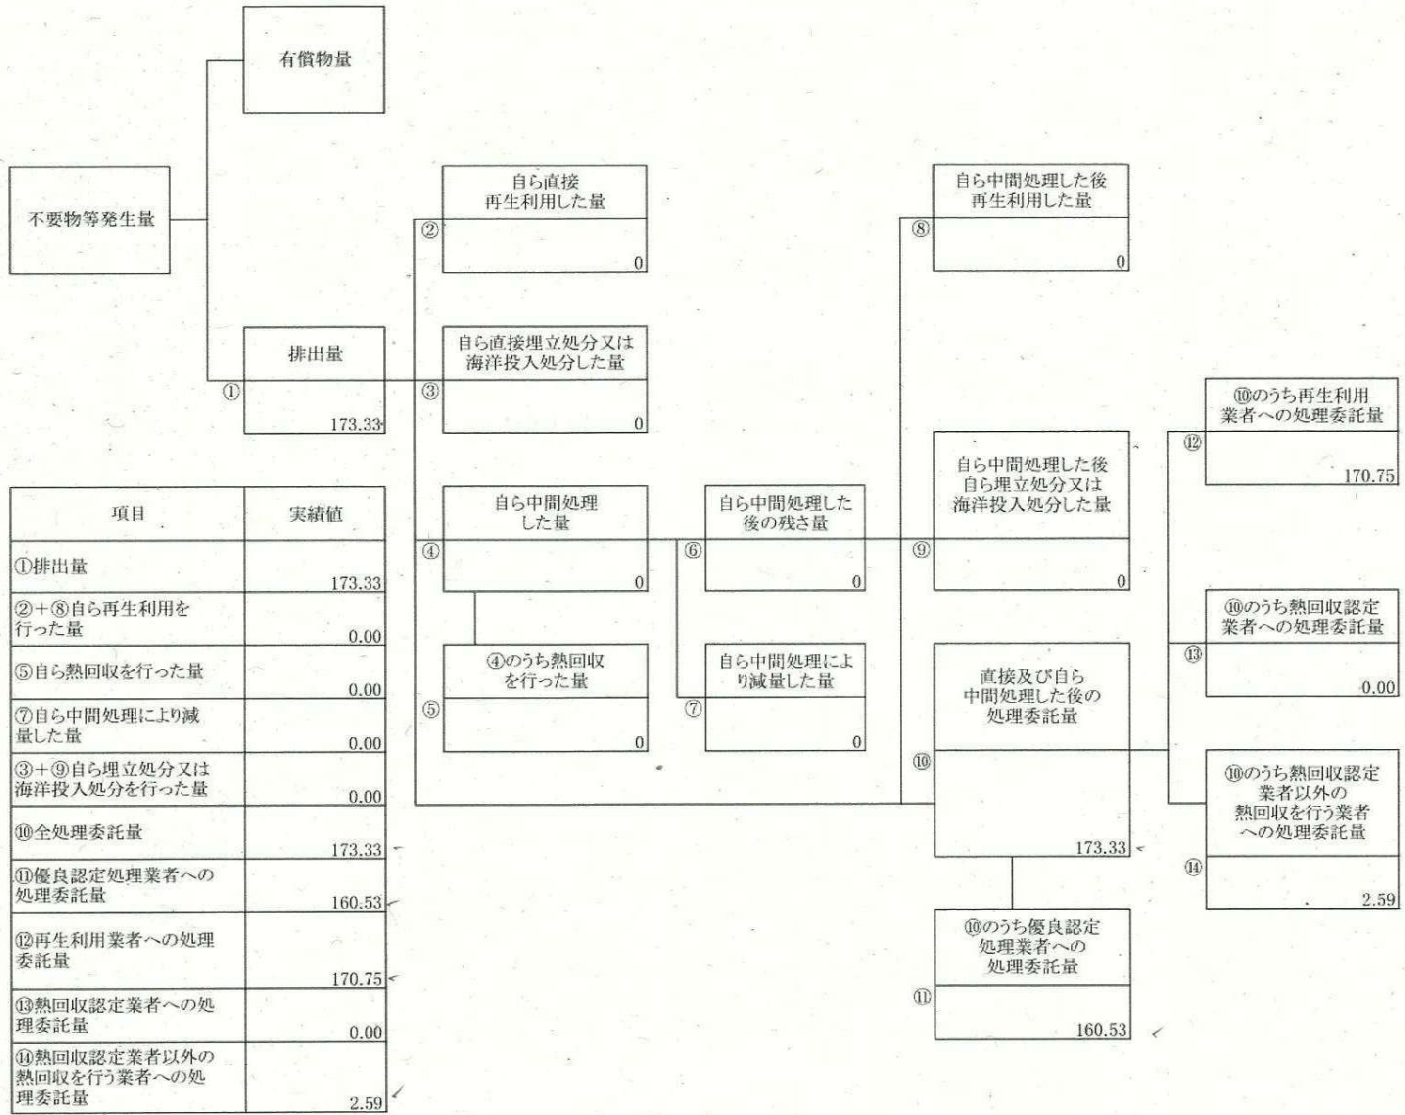 有償物量
不要物等発生量
自ら直接
再生利用した量
②
0
自ら中間処理した後
再生利用した量
⑧
0
排出量
①
173.33
自ら直接埋立処分又は
海洋投入処分した量
③
0
⑩のうち再生利用
業者への処理委託量
⑫
170.75
自ら中間処理
した量
④
0
自ら中間処理した
後の残さ量
⑥
0
自ら中間処理した後
自ら埋立処分又は
海洋投入処分した量
⑨
0
⑩のうち熱回収認定
業者への処理委託量
⑬
0.00
④のうち熱回収
を行った量
⑤
0
自ら中間処理によ
り減量した量
⑦
0
直接及び自ら
中間処理した後の
処理委託量
⑩
173.33
⑩のうち熱回収認定
業者以外の
熱回収を行う業者
への処理委託量
⑭
2.59
⑩のうち優良認定
処理業者への
処理委託量
⑪
160.53
項目 実績値
①排出量
173.33
②+⑧自ら再生利用を
行った量
0.00
⑤自ら熱回収を行った量
0.00
⑦自ら中間処理により減
量した量
0.00
③+⑨自ら埋立処分又は
海洋投入処分を行った量
0.00
⑩全処理委託量
173.33
⑪優良認定処理業者への
処理委託量
160.53
⑫再生利用業者への処理
委託量
170.75
⑬熱回収認定業者への処
理委託量
0.00
⑭熱回収認定業者以外の
熱回収を行う業者への処
理委託量
2.59